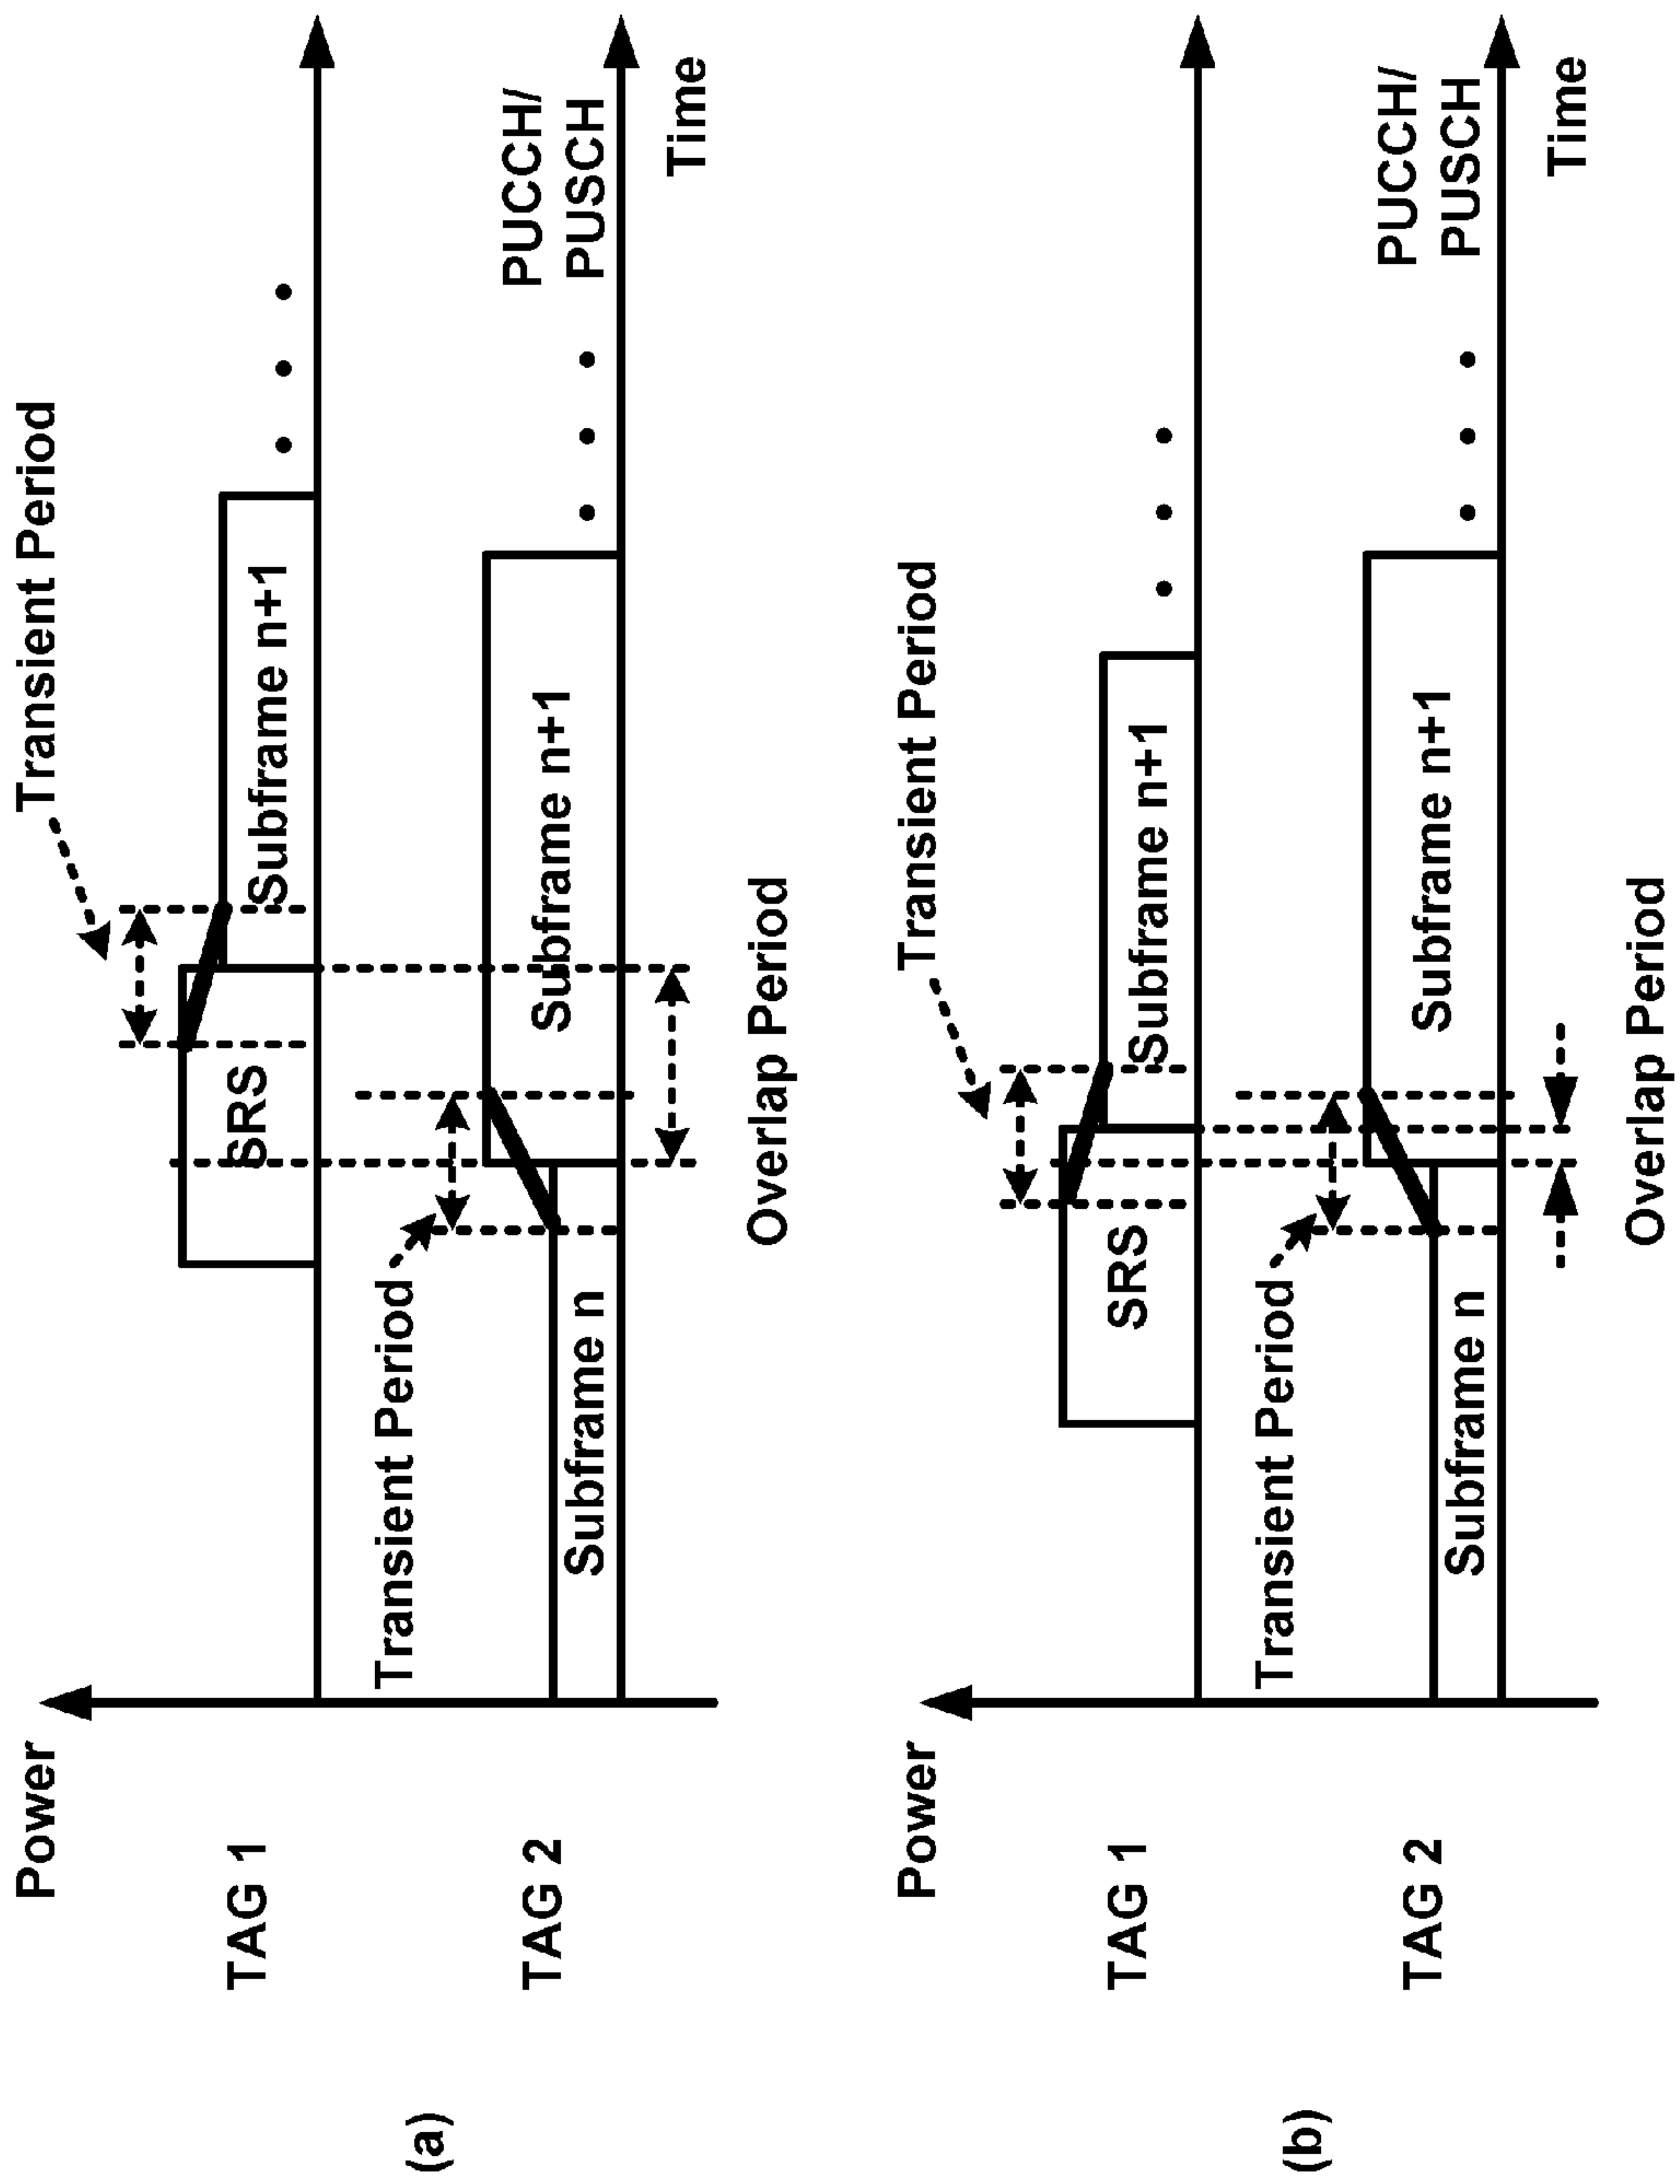 (a)
Power
TAG 1
TAG 2
Transient Period
SRS
Subframe n+1
Transient Period
Subframe n
Subframe n+1
PUCCH/
PUSCH
Time
Overlap Period
(b)
Power
TAG 1
TAG 2
Transient Period
SRS
Subframe n+1
Transient Period
Subframe n
Subframe n+1
PUCCH/
PUSCH
Time
Overlap Period